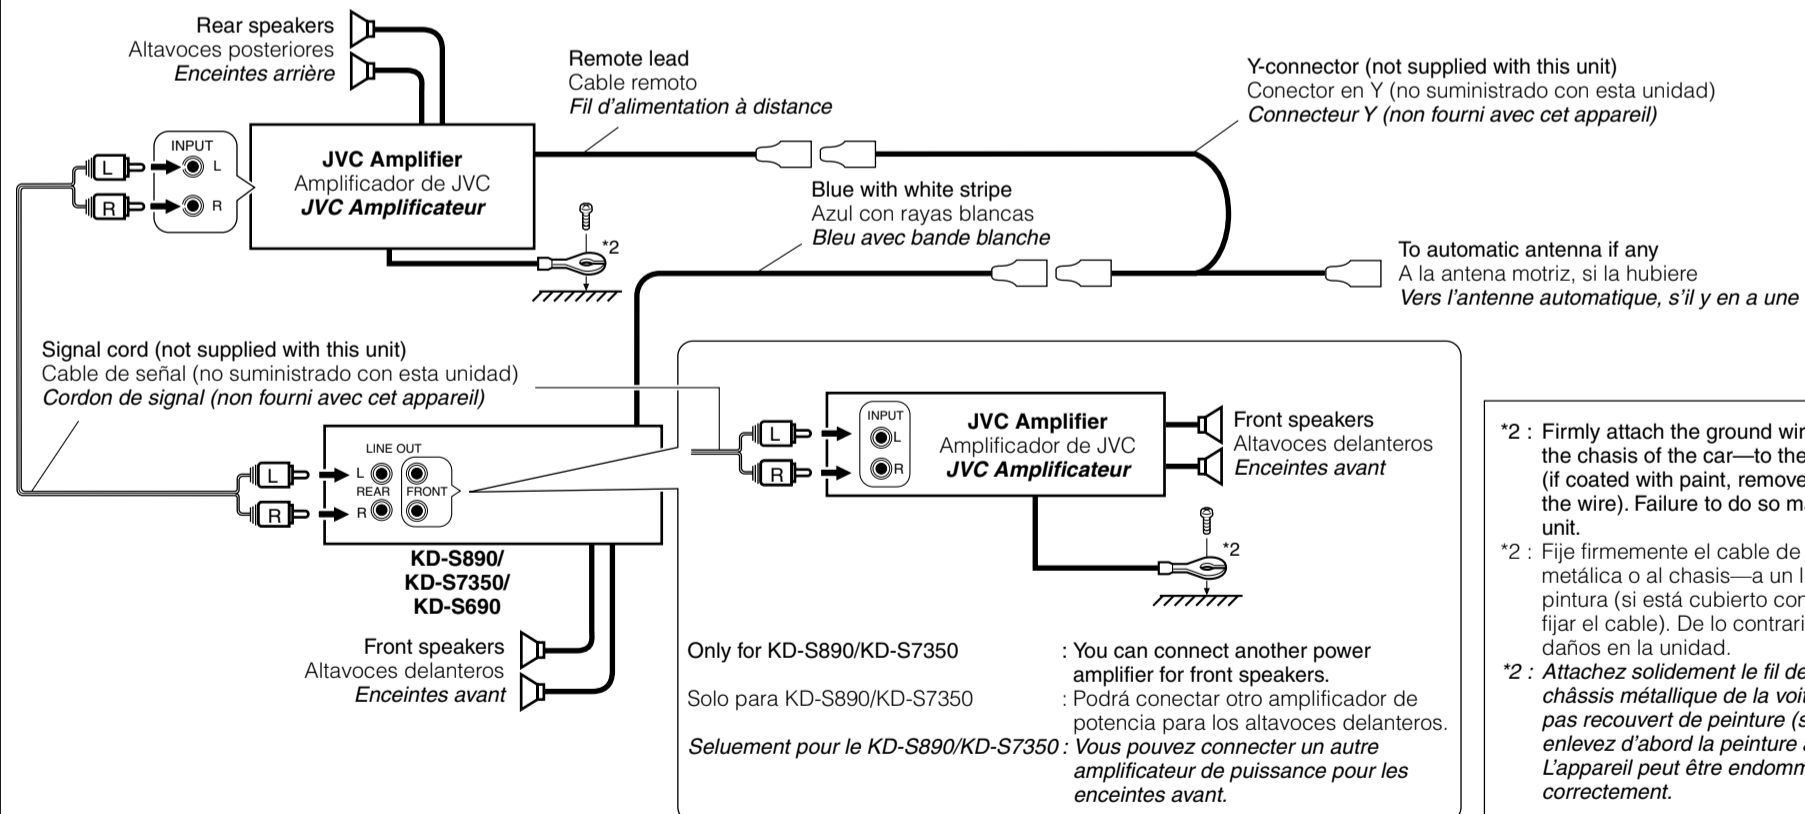 Rear speakers
Altavoces posteriores
Enceintes arrière
Remote lead
Cable remoto
Fil d'alimentation à distance
Y-connector (not supplied with this unit)
Conector en Y (no suministrado con esta unidad)
Connecteur Y (non fourni avec cet appareil)
INPUT
L
L
R
R
JVC Amplifier
Amplificador de JVC
JVC Amplificateur
*2
Blue with white stripe
Azul con rayas blancas
Bleu avec bande blanche
To automatic antenna if any
A la antena motriz, si la hubiere
Vers l'antenne automatique, s'il y en a une
Signal cord (not supplied with this unit)
Cable de señal (no suministrado con esta unidad)
Cordon de signal (non fourni avec cet appareil)
LINE OUT
L
L
REAR
FRONT
R
R
KD-S890/
KD-S7350/
KD-S690
Front speakers
Altavoces delanteros
Enceintes avant
INPUT
L
L
R
R
JVC Amplifier
Amplificador de JVC
JVC Amplificateur
Front speakers
Altavoces delanteros
Enceintes avant
*2
Only for KD-S890/KD-S7350 : You can connect another power
amplifier for front speakers.
Solo para KD-S890/KD-S7350 : Podrá conectar otro amplificador de
potencia para los altavoces delanteros.
Seluement pour le KD-S890/KD-S7350 : Vous pouvez connecter un autre
amplificateur de puissance pour les
enceintes avant.
*2 : Firmly attach the ground wir
the chasis of the car—to the
(if coated with paint, remove
the wire). Failure to do so m
unit.
*2 : Fije firmemente el cable de
metálica o al chasis—a un l
pintura (si está cubierto con
fijar el cable). De lo contrari
daños en la unidad.
*2 : Attachez solidement le fil de
châssis métallique de la voit
pas recouvert de peinture (s
enlevez d'abord la peinture
L'appareil peut être endomm
correctement.